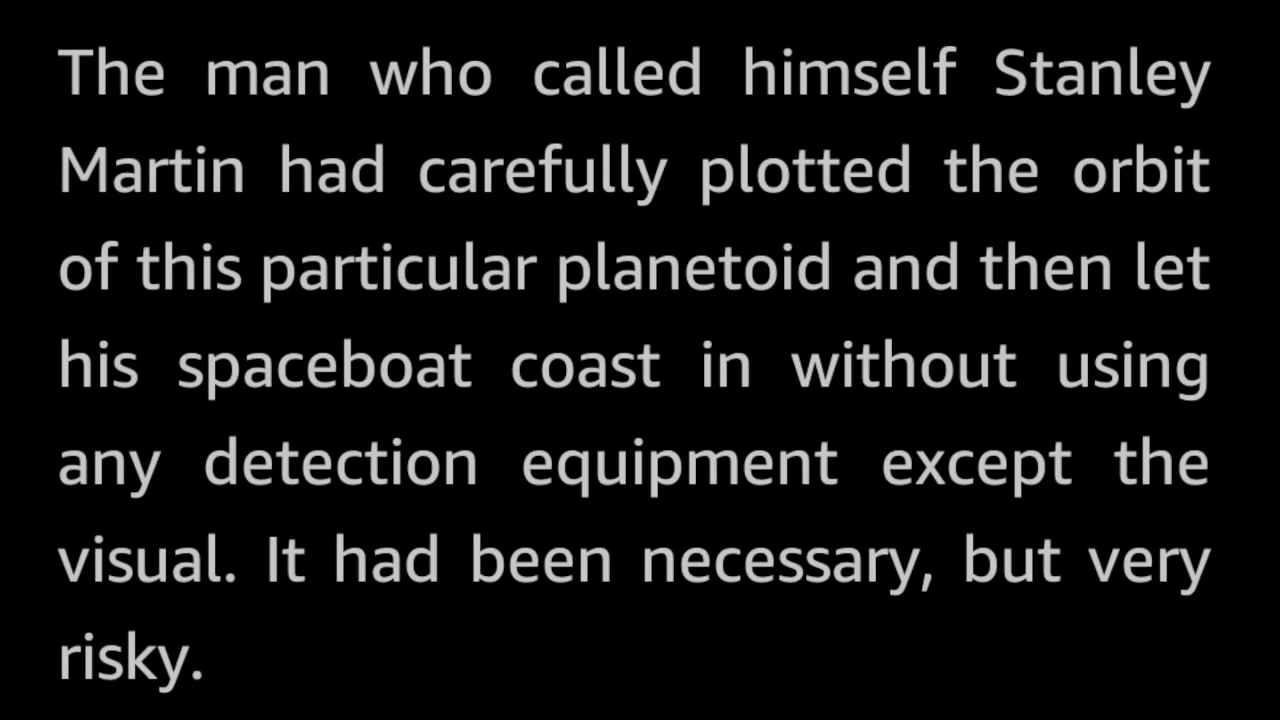 The man who called himself Stanley
Martin had carefully plotted the orbit
of this particular planetoid and then let
his spaceboat coast in without using
any detection equipment except the
visual. It had been necessary, but very
risky.